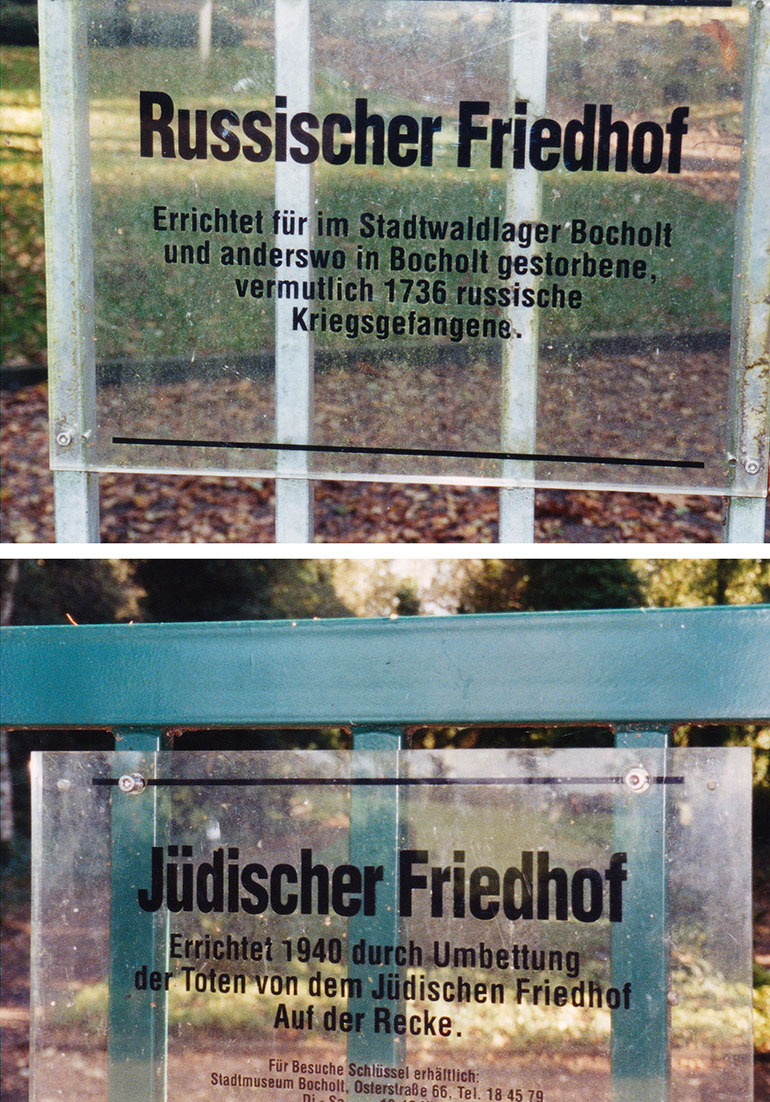 Russischer Friedhof
Errichtet für im Stadtwaldlager Bocholt
und anderswo in Bocholt gestorbene,
vermutlich 1736 russische
Kriegsgefangene.
Jüdischer Friedhof
Errichtet 1940 durch Umbettung
der Toten von dem Jüdischen Friedhof
Auf der Recke.
Für Besuche Schlüssel erhältlich:
Stadtmuseum Bocholt, Osterstraße 66, Tel. 18 45 79
Di - Sa